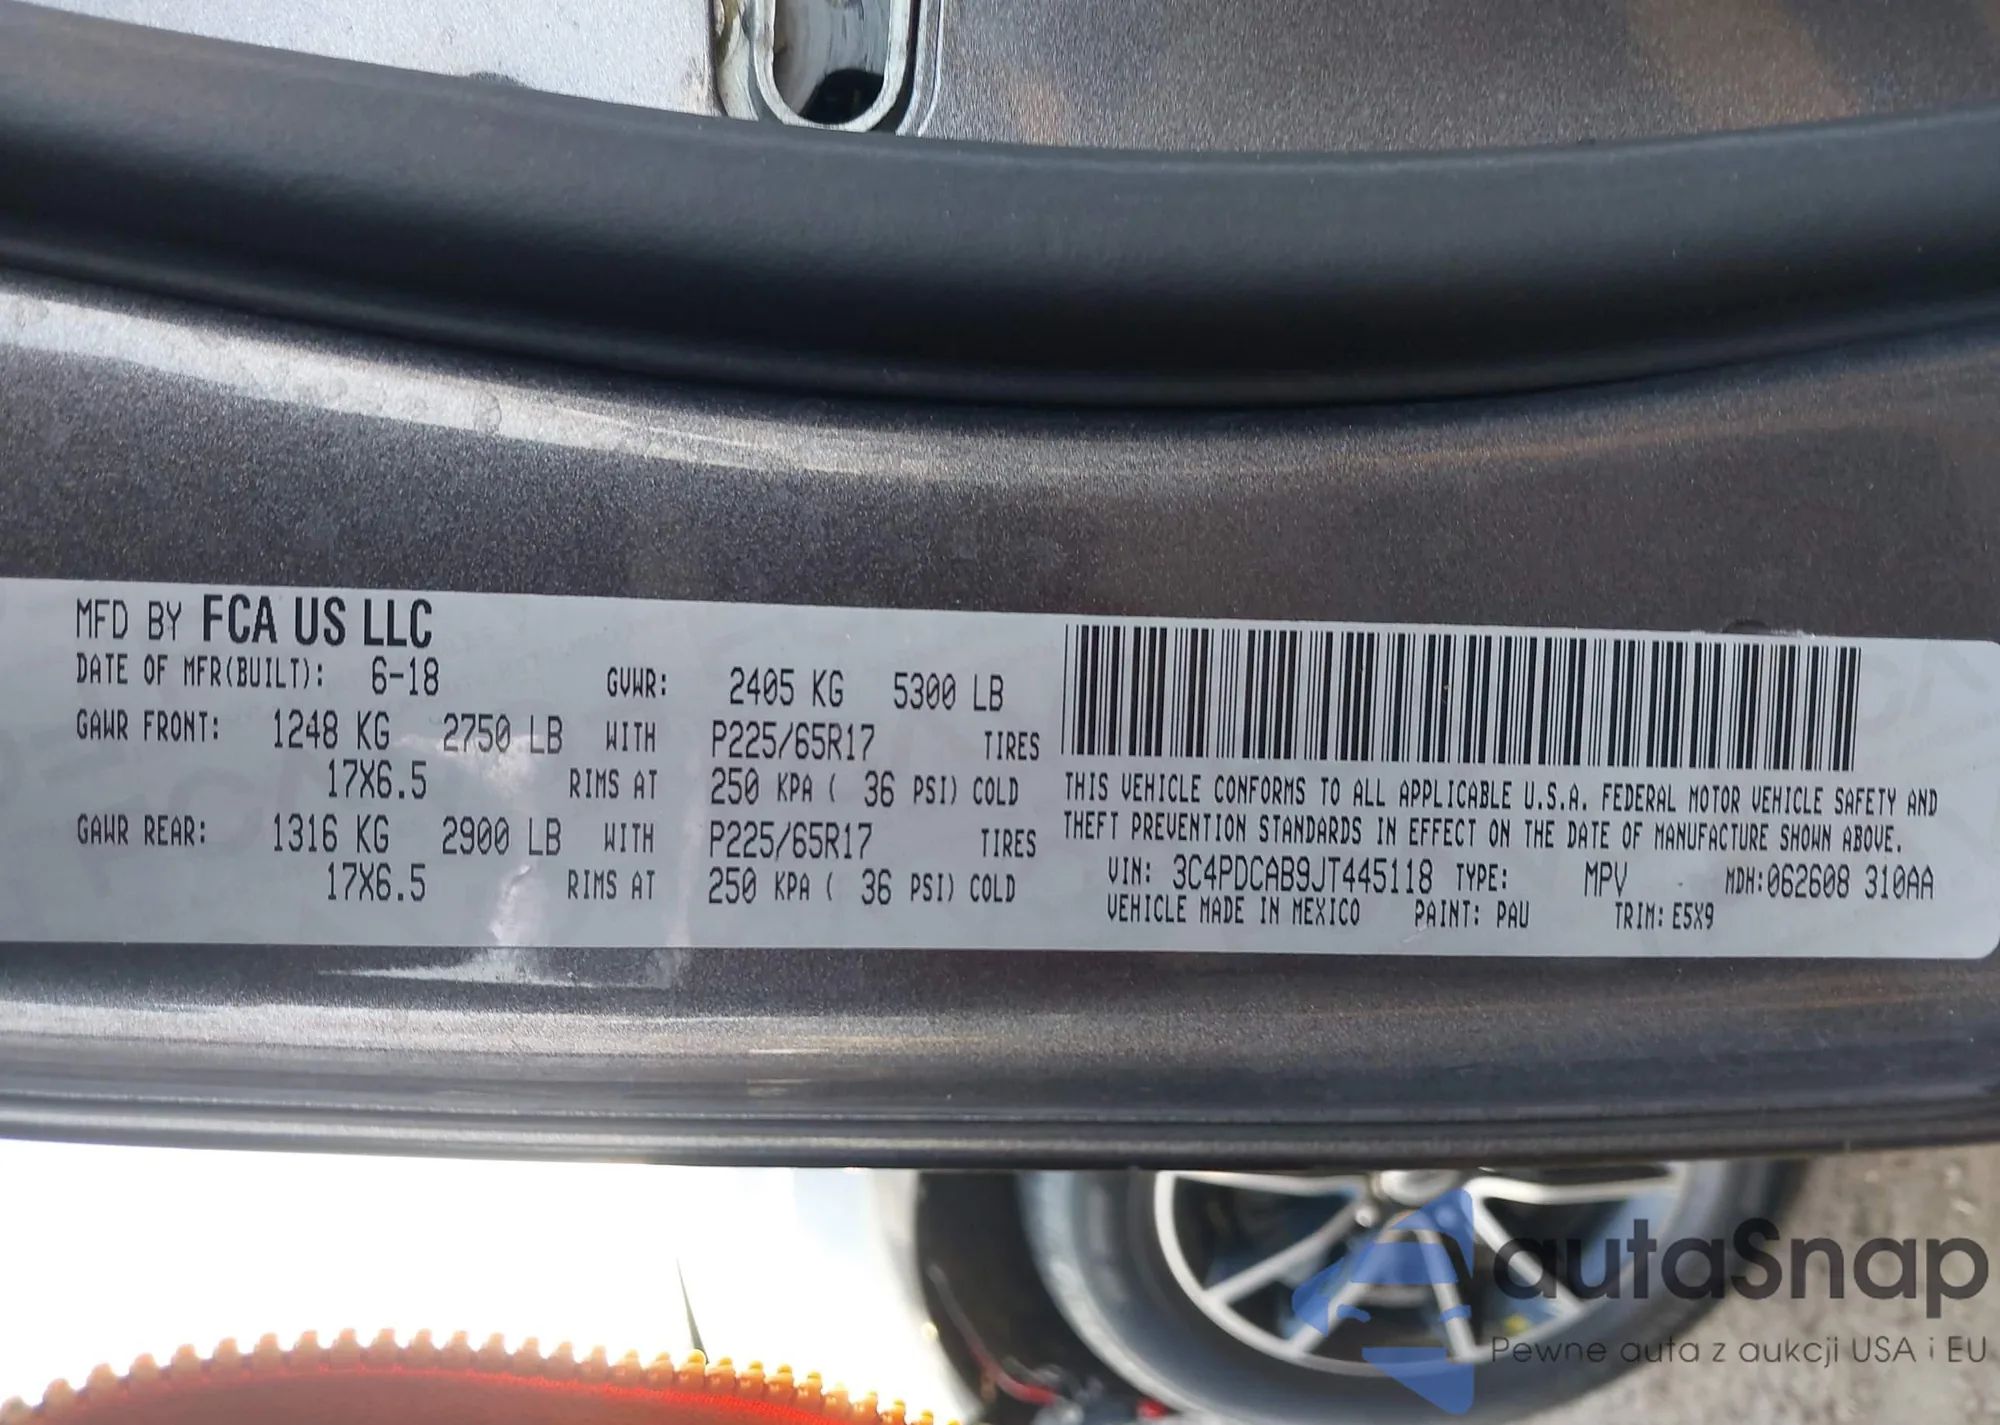 MFD BY FCA US LLC
DATE OF MFR(BUILT): 6-18 GVWR: 2405 KG 5300 LB
GAWR FRONT: 1248 KG 2750 LB WITH P225/65R17 TIRES
17X6.5 RIMS AT 250 KPA ( 36 PSI) COLD
GAWR REAR: 1316 KG 2900 LB WITH P225/65R17 TIRES
17X6.5 RIMS AT 250 KPA ( 36 PSI) COLD
THIS VEHICLE CONFORMS TO ALL APPLICABLE U.S.A. FEDERAL MOTOR VEHICLE SAFETY AND
THEFT PREVENTION STANDARDS IN EFFECT ON THE DATE OF MANUFACTURE SHOWN ABOVE.
VIN: 3C4PDCAB9JT445118 TYPE: MPV MDH:062608 310AA
VEHICLE MADE IN MEXICO PAINT: PAU TRIM: E5X9
autaSnap
Pewne auta z aukcji USA i EU